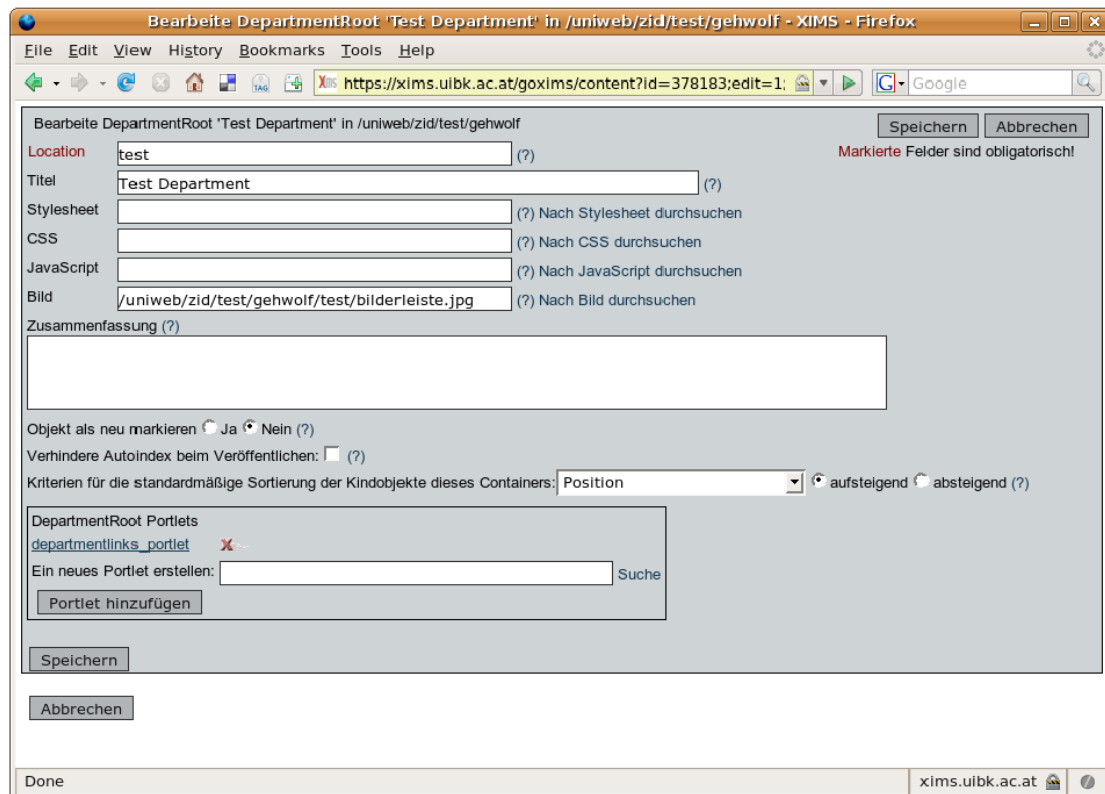 Bearbeite DepartmentRoot 'Test Department' in /uniweb/zid/test/gehwolf - XIMS - Firefox
File Edit View History Bookmarks Tools Help
TAG XIMS https://xims.uibk.ac.at/goxims/content?id=378183;edit=1; G Google
Bearbeite DepartmentRoot 'Test Department' in /uniweb/zid/test/gehwolf Speichern Abbrechen
Location test (?) Markierte Felder sind obligatorisch!
Titel Test Department (?)
Stylesheet (?) Nach Stylesheet durchsuchen
CSS (?) Nach CSS durchsuchen
JavaScript (?) Nach JavaScript durchsuchen
Bild /uniweb/zid/test/gehwolf/test/bilderleiste.jpg (?) Nach Bild durchsuchen
Zusammenfassung (?)
Objekt als neu markieren Ja Nein (?)
Verhindere Autoindex beim Veröffentlichen: (?)
Kriterien für die standardmäßige Sortierung der Kindobjekte dieses Containers: Position aufsteigend absteigend (?)
DepartmentRoot Portlets
departmentlinks_portlet
Ein neues Portlet erstellen: Suche
Portlet hinzufügen
Speichern
Abbrechen
Done xims.uibk.ac.at